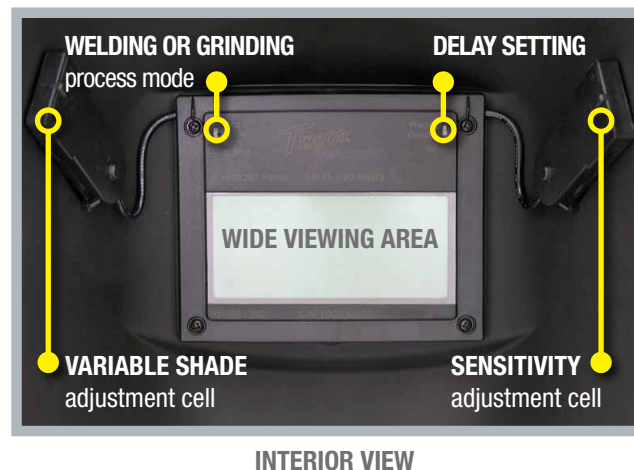 WELDING OR GRINDING
process mode
DELAY SETTING
Tweco
WIDE VIEWING AREA
VARIABLE SHADE
adjustment cell
SENSITIVITY
adjustment cell
INTERIOR VIEW